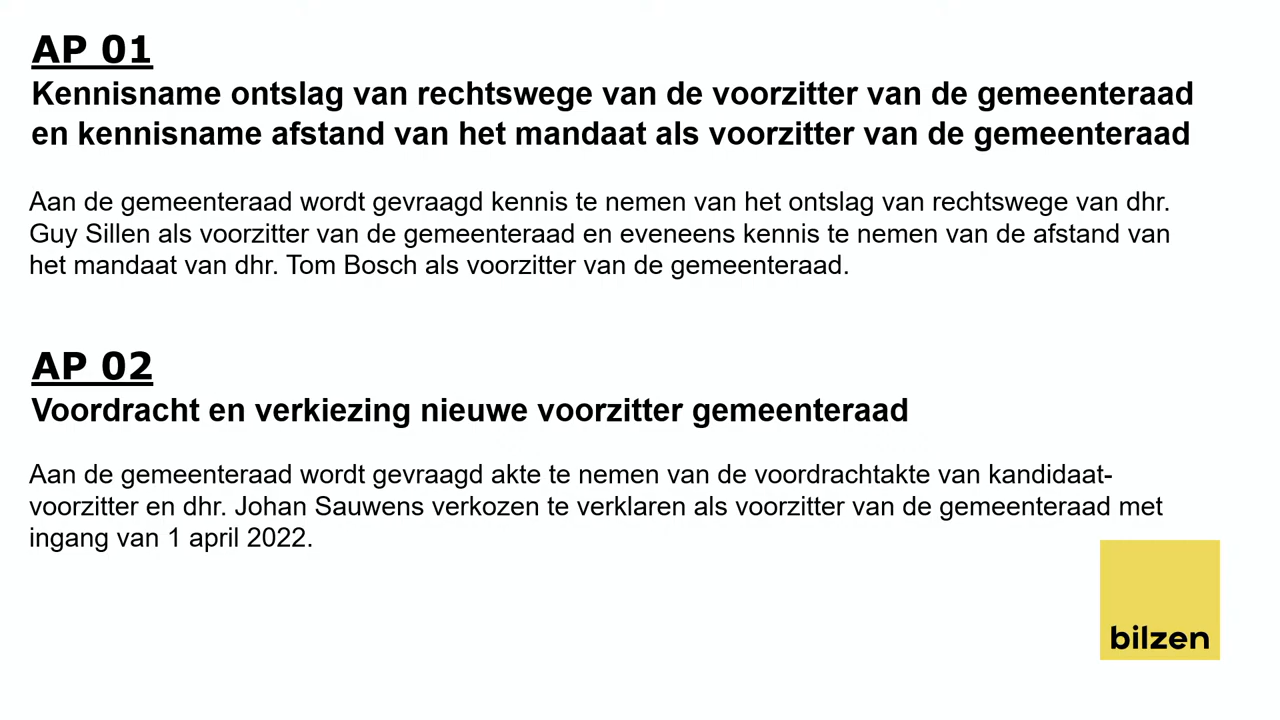 AP 01
Kennisname ontslag van rechtswege van de voorzitter van de gemeenteraad
en kennisname afstand van het mandaat als voorzitter van de gemeenteraad
Aan de gemeenteraad wordt gevraagd kennis te nemen van het ontslag van rechtswege van dhr.
Guy Sillen als voorzitter van de gemeenteraad en eveneens kennis te nemen van de afstand van
het mandaat van dhr. Tom Bosch als voorzitter van de gemeenteraad.
AP 02
Voordracht en verkiezing nieuwe voorzitter gemeenteraad
Aan de gemeenteraad wordt gevraagd akte te nemen van de voordrachtakte van kandidaat-
voorzitter en dhr. Johan Sauwens verkozen te verklaren als voorzitter van de gemeenteraad met
ingang van 1 april 2022.
bilzen